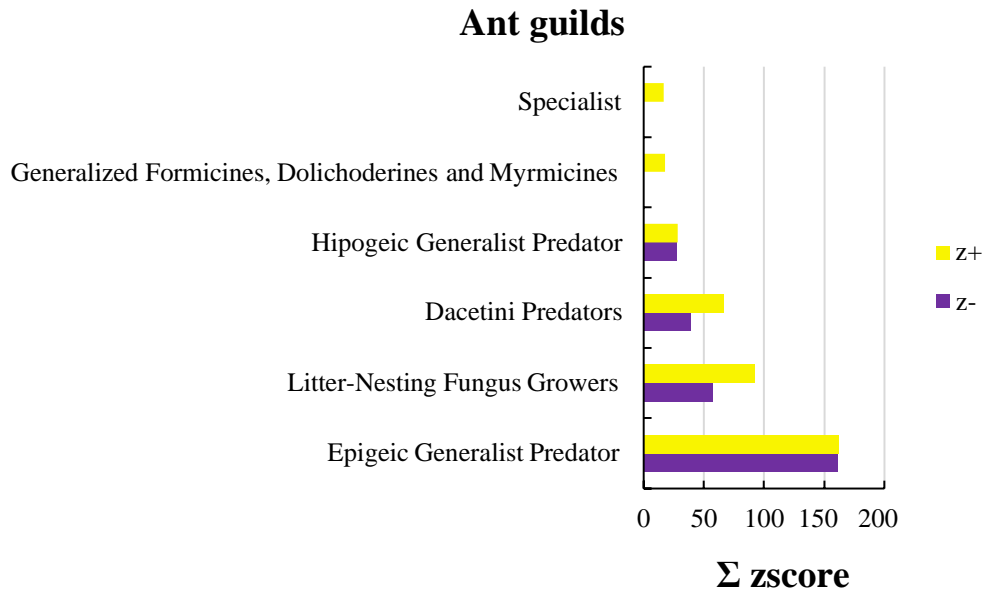 Ant guilds
Specialist
Generalized Formicines, Dolichoderines and Myrmicines
Hipogeic Generalist Predator
Dacetini Predators
Litter-Nesting Fungus Growers
Epigeic Generalist Predator
z+
z-
0 50 100 150 200
Σ zscore